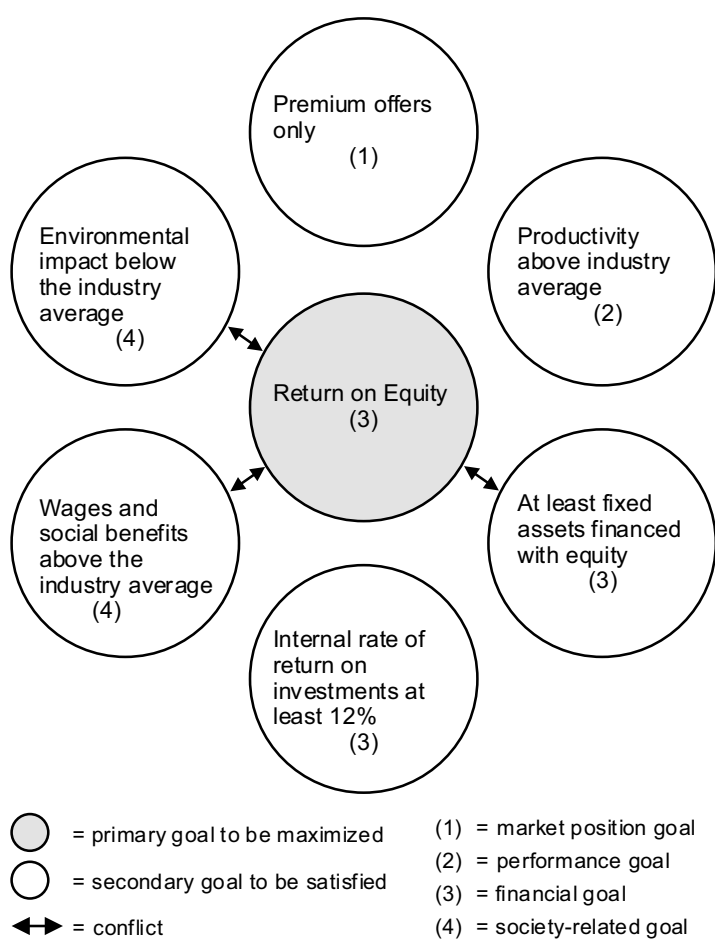 Premium offers
only
(1)
Environmental
impact below
the industry
average
(4)
Productivity
above industry
average
(2)
Return on Equity
(3)
Wages and
social benefits
above the
industry average
(4)
At least fixed
assets financed
with equity
(3)
Internal rate of
return on
investments at
least 12%
(3)
= primary goal to be maximized
= secondary goal to be satisfied
= conflict
(1) = market position goal
(2) = performance goal
(3) = financial goal
(4) = society-related goal